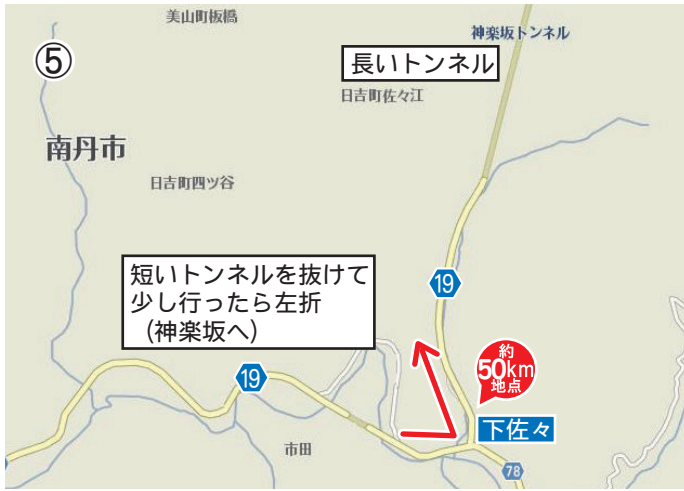 美山町板橋
⑤
神楽坂トンネル
長いトンネル
日吉町佐々江
南丹市
日吉町四ツ谷
短いトンネルを抜けて
少し行ったら左折
（神楽坂へ）
19
19
約
50km
地点
下佐々
市田
78